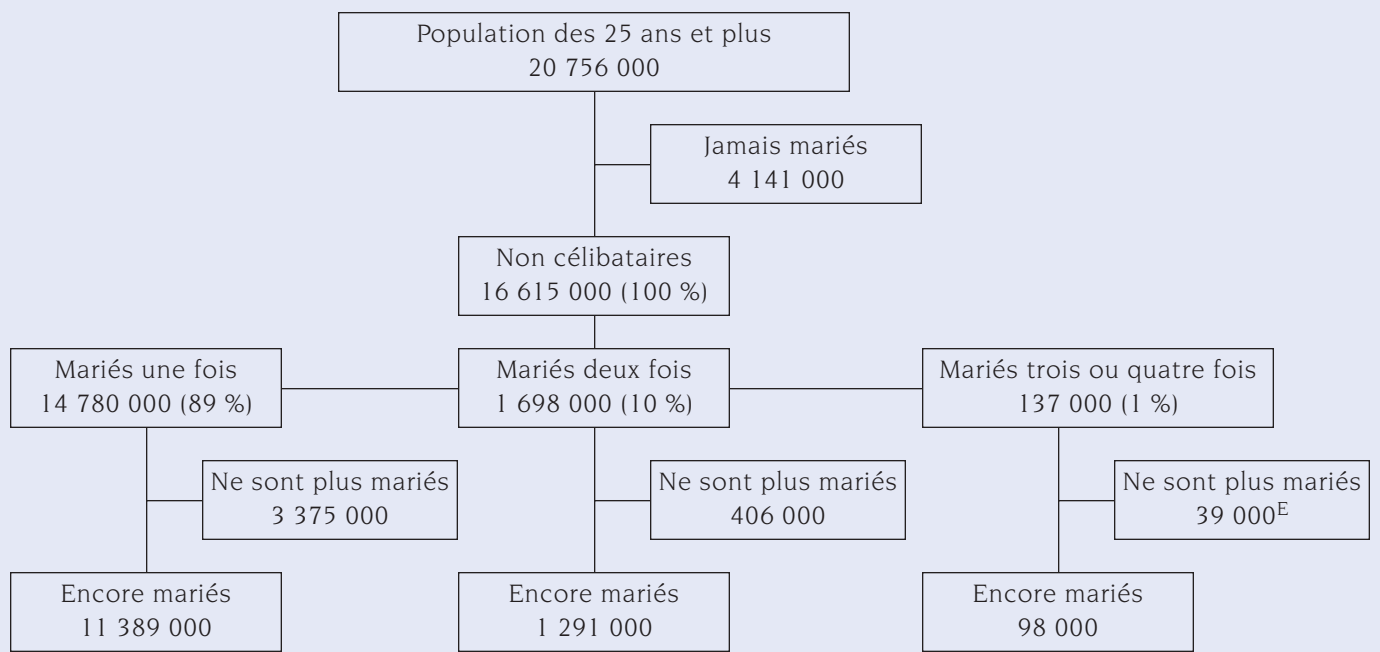 Population des 25 ans et plus
20 756 000
Jamais mariés
4 141 000
Non célibataires
16 615 000 (100 %)
Mariés une fois
14 780 000 (89 %)
Mariés deux fois
1 698 000 (10 %)
Mariés trois ou quatre fois
137 000 (1 %)
Ne sont plus mariés
3 375 000
Ne sont plus mariés
406 000
Ne sont plus mariés
39 000ᴱ
Encore mariés
11 389 000
Encore mariés
1 291 000
Encore mariés
98 000